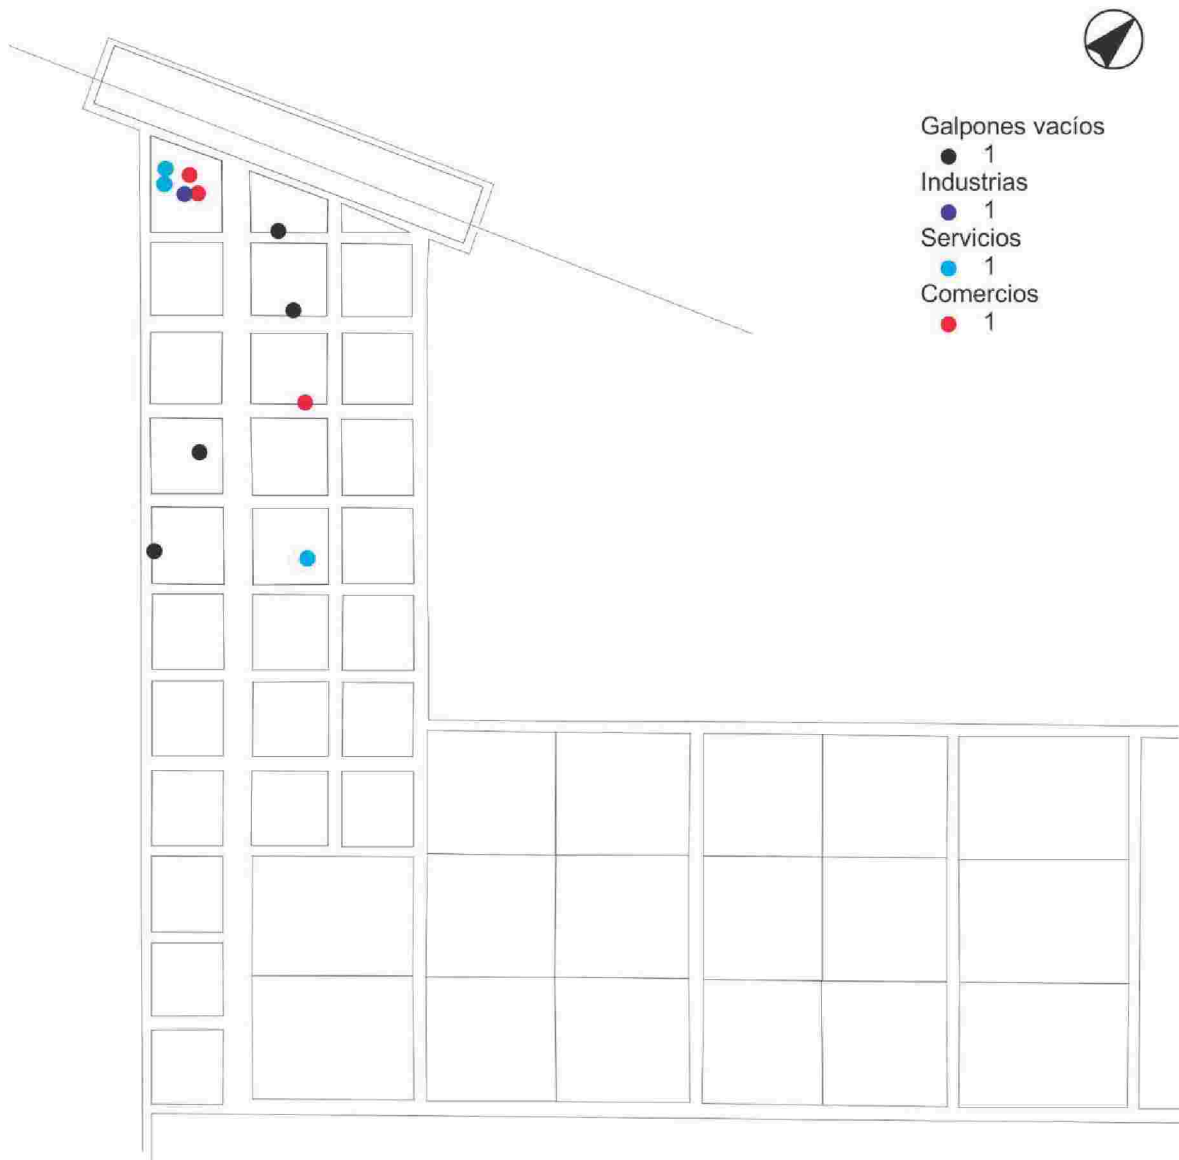 Galpones vacíos
1
Industrias
1
Servicios
1
Comercios
1